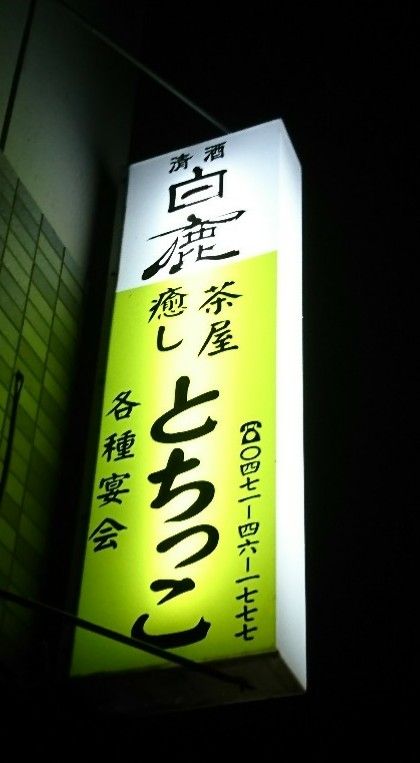 清酒
白鹿
茶屋
癒し
とちっこ
各種宴会
☎〇四七一-四六-一七七七